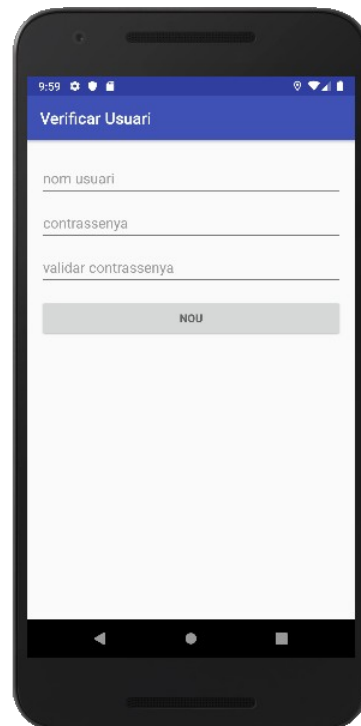 9:59
Verificar Usuari
nom usuari
contrassenya
validar contrassenya
NOU